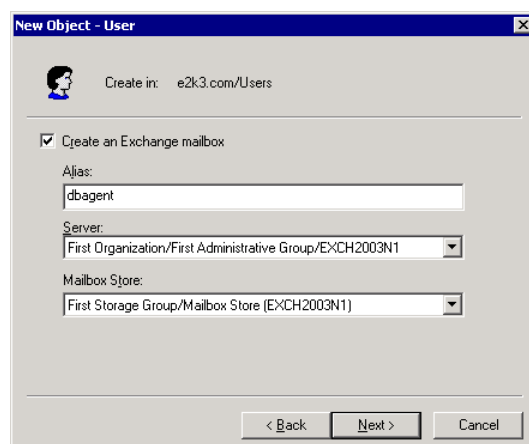 New Object - User
Create in: e2k3.com/Users
Create an Exchange mailbox
Alias:
dbagent
Server:
First Organization/First Administrative Group/EXCH2003N1
Mailbox Store:
First Storage Group/Mailbox Store (EXCH2003N1)
< Back Next > Cancel